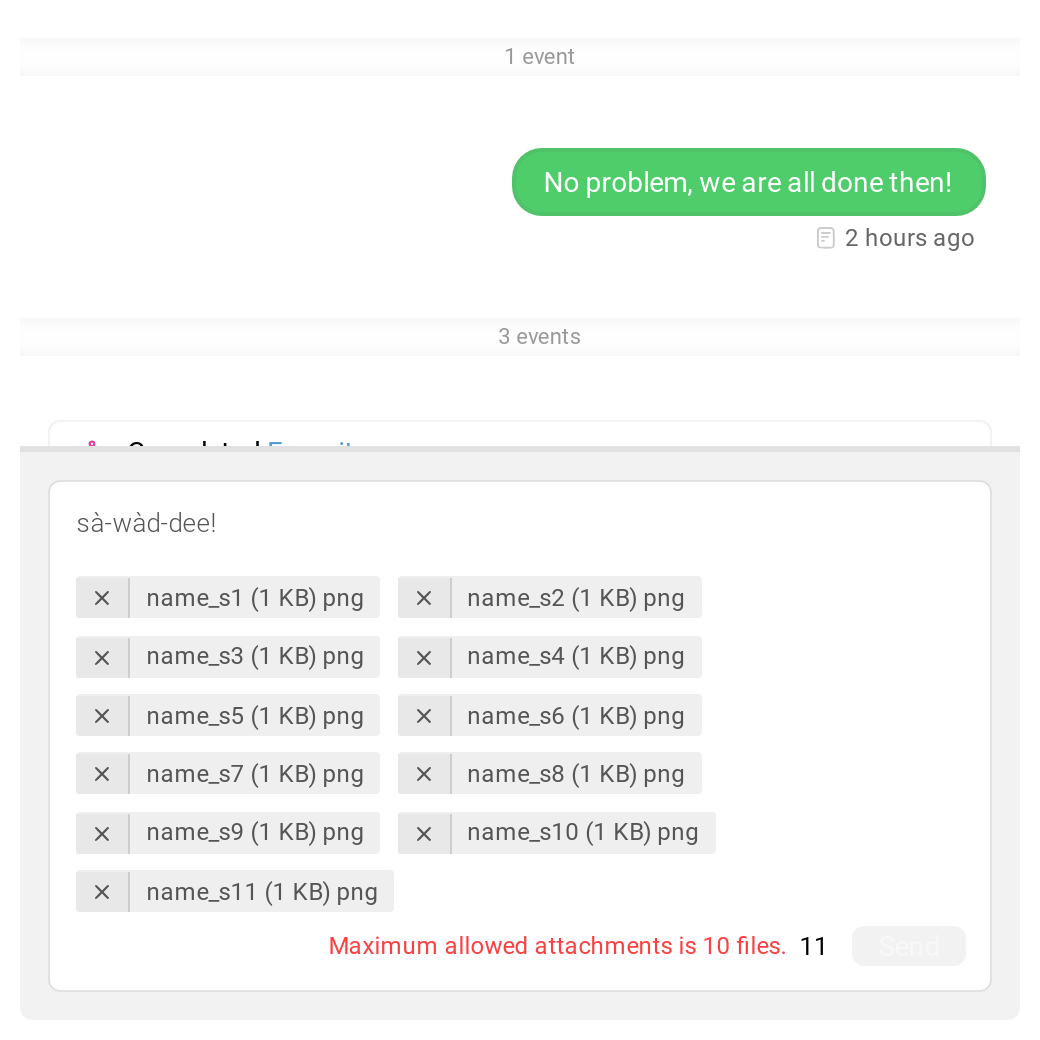 1 event
No problem, we are all done then!
2 hours ago
3 events
sà-wàd-dee!
name_s1 (1 KB) png name_s2 (1 KB) png
name_s3 (1 KB) png name_s4 (1 KB) png
name_s5 (1 KB) png name_s6 (1 KB) png
name_s7 (1 KB) png name_s8 (1 KB) png
name_s9 (1 KB) png name_s10 (1 KB) png
name_s11 (1 KB) png
Maximum allowed attachments is 10 files. 11 Send